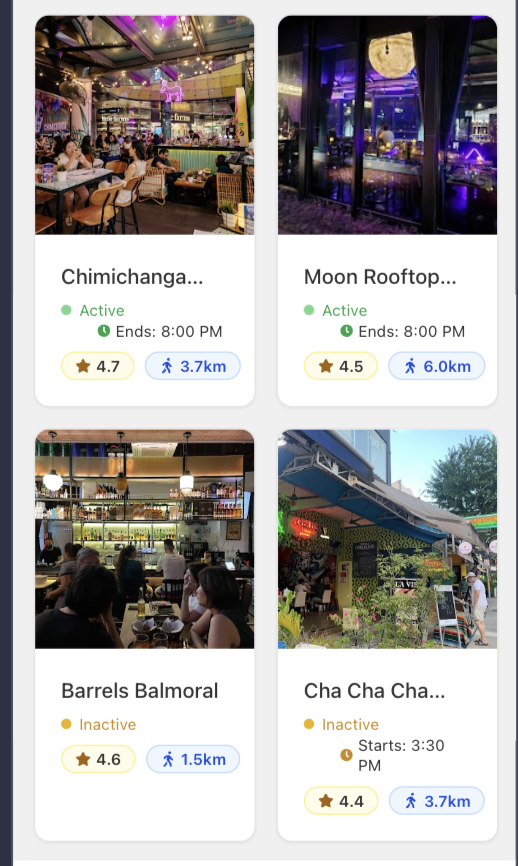 Chimichanga...
Active
Ends: 8:00 PM
4.7
3.7km
Moon Rooftop...
Active
Ends: 8:00 PM
4.5
6.0km
Barrels Balmoral
Inactive
4.6
1.5km
Cha Cha Cha...
Inactive
Starts: 3:30
PM
4.4
3.7km